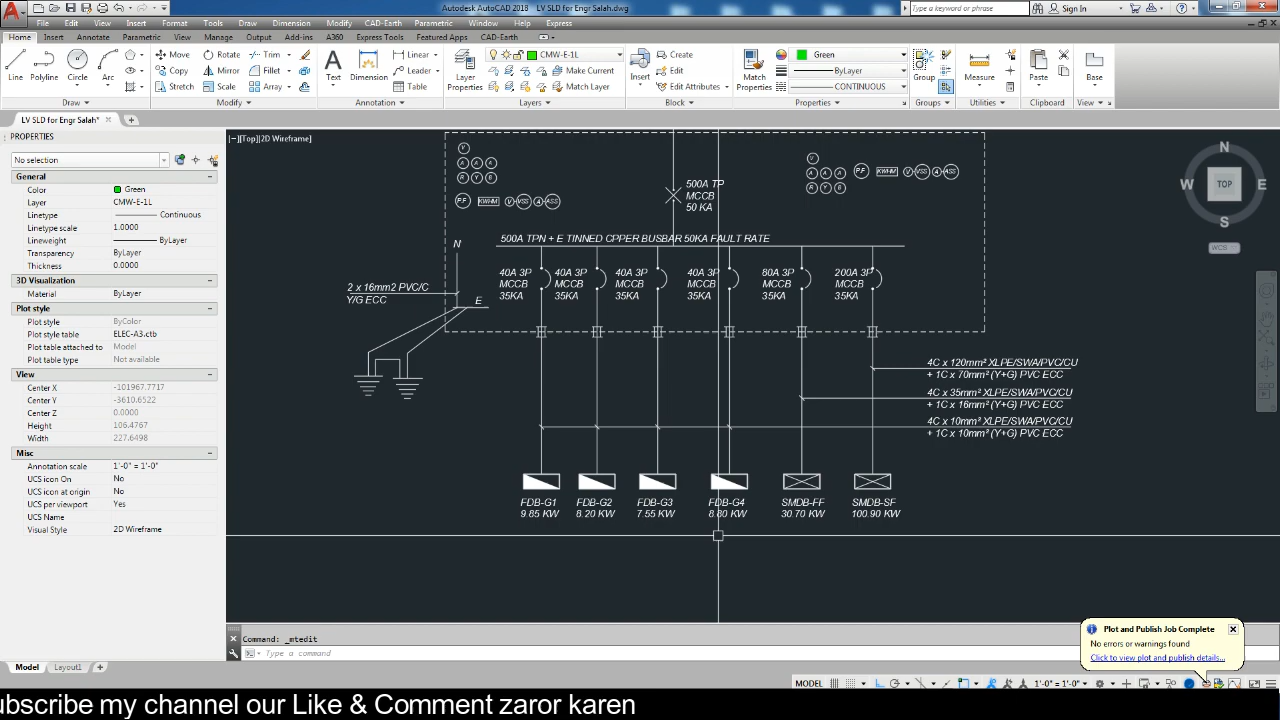 Autodesk AutoCAD 2018 LV SLD for Engr Salah.dwg
Type a keyword or phrase
Sign In
File Edit View Insert Format Tools Draw Dimension Modify CAD-Earth Parametric Window Help Express
Home Insert Annotate Parametric View Manage Output Add-ins A360 Express Tools Featured Apps CAD-Earth
Line Polyline Circle Arc
Move Rotate Trim
Copy Mirror Fillet
Stretch Scale Array
Text Dimension
Linear
Leader
Table
Layer Properties
CMW-E-1L
Make Current
Match Layer
Insert
Create
Edit
Edit Attributes
Match Properties
Green
ByLayer
CONTINUOUS
Group
Measure
Paste
Base
Draw Modify Annotation Layers Block Properties Groups Utilities Clipboard View
LV SLD for Engr Salah*
PROPERTIES
No selection
General
Color Green
Layer CMW-E-1L
Linetype Continuous
Linetype scale 1.0000
Lineweight ByLayer
Transparency ByLayer
Thickness 0.0000
3D Visualization
Material ByLayer
Plot style
Plot style ByColor
Plot style table ELEC-A3.ctb
Plot table attached to Model
Plot table type Not available
View
Center X -101967.7717
Center Y -3610.6522
Center Z 0.0000
Height 106.4767
Width 227.6498
Misc
Annotation scale 1'-0" = 1'-0"
UCS icon On No
UCS icon at origin No
UCS per viewport Yes
UCS Name
Visual Style 2D Wireframe
[−][Top][2D Wireframe]
V
A A A
R Y B
P.F KWHM V VSS A ASS
V
A A A P.F KWHM V VSS A ASS
R Y B
500A TP
MCCB
50 KA
N
W TOP E
S
WCS
500A TPN + E TINNED CPPER BUSBAR 50KA FAULT RATE
N
E
2 x 16mm2 PVC/C
Y/G ECC
40A 3P
MCCB
35KA
40A 3P
MCCB
35KA
40A 3P
MCCB
35KA
40A 3P
MCCB
35KA
80A 3P
MCCB
35KA
200A 3P
MCCB
35KA
4C x 120mm² XLPE/SWA/PVC/CU
+ 1C x 70mm² (Y+G) PVC ECC
4C x 35mm² XLPE/SWA/PVC/CU
+ 1C x 16mm² (Y+G) PVC ECC
4C x 10mm² XLPE/SWA/PVC/CU
+ 1C x 10mm² (Y+G) PVC ECC
FDB-G1
9.85 KW
FDB-G2
8.20 KW
FDB-G3
7.55 KW
FDB-G4
8.80 KW
SMDB-FF
30.70 KW
SMDB-SF
100.90 KW
Command: _mtedit
Type a command
Plot and Publish Job Complete
No errors or warnings found
Click to view plot and publish details...
Model Layout1
MODEL
1'-0" = 1'-0"
ubscribe my channel our Like & Comment zaror karen